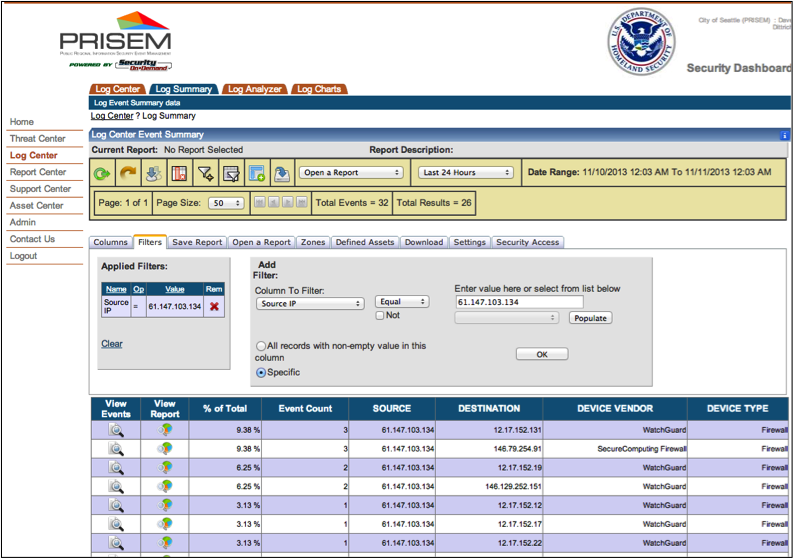 PRISEM
PUBLIC REGIONAL INFORMATION SECURITY EVENT MANAGEMENT
POWERED BY Security On-Demand
U.S. DEPARTMENT OF HOMELAND SECURITY
City of Seattle (PRISEM) : Dave
Dittrich
Security Dashboard
Log Center Log Summary Log Analyzer Log Charts
Log Event Summary data
Log Center ? Log Summary
Home
Threat Center
Log Center
Report Center
Support Center
Asset Center
Admin
Contact Us
Logout
Log Center Event Summary i
Current Report: No Report Selected Report Description:
Open a Report Last 24 Hours Date Range: 11/10/2013 12:03 AM To 11/11/2013 12:03 AM
Page: 1 of 1 Page Size: 50 Total Events = 32 Total Results = 26
Columns Filters Save Report Open a Report Zones Defined Assets Download Settings Security Access
Applied Filters:
Name Op Value Rem
Source IP = 61.147.103.134
Clear
Add
Filter:
Column To Filter:
Source IP Equal
Not
Enter value here or select from list below
61.147.103.134
Populate
All records with non-empty value in this
column
OK
Specific
View Events View Report % of Total Event Count SOURCE DESTINATION DEVICE VENDOR DEVICE TYPE
9.38 % 3 61.147.103.134 12.17.152.131 WatchGuard Firewall
9.38 % 3 61.147.103.134 146.79.254.91 SecureComputing Firewall Firewall
6.25 % 2 61.147.103.134 12.17.152.19 WatchGuard Firewall
6.25 % 2 61.147.103.134 146.129.252.151 WatchGuard Firewall
3.13 % 1 61.147.103.134 12.17.152.12 WatchGuard Firewall
3.13 % 1 61.147.103.134 12.17.152.17 WatchGuard Firewall
3.13 % 1 61.147.103.134 12.17.152.22 WatchGuard Firewall